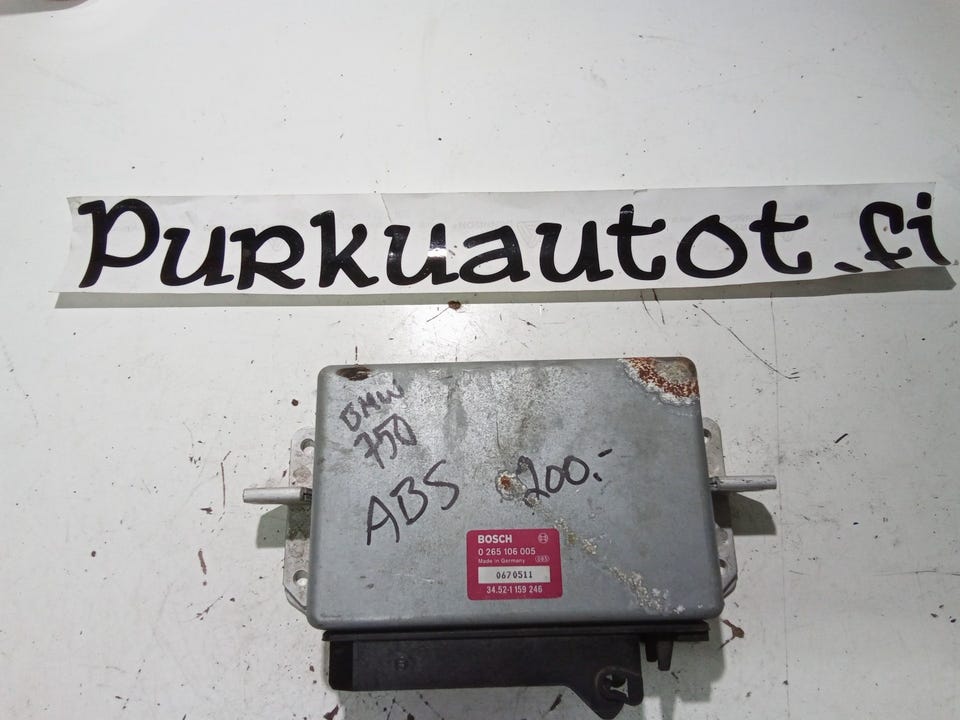 Purkuautot.fi
BMW
750
ABS 200:-
BOSCH
0 265 106 005
Made in Germany
0670511
34.52-1 159 246